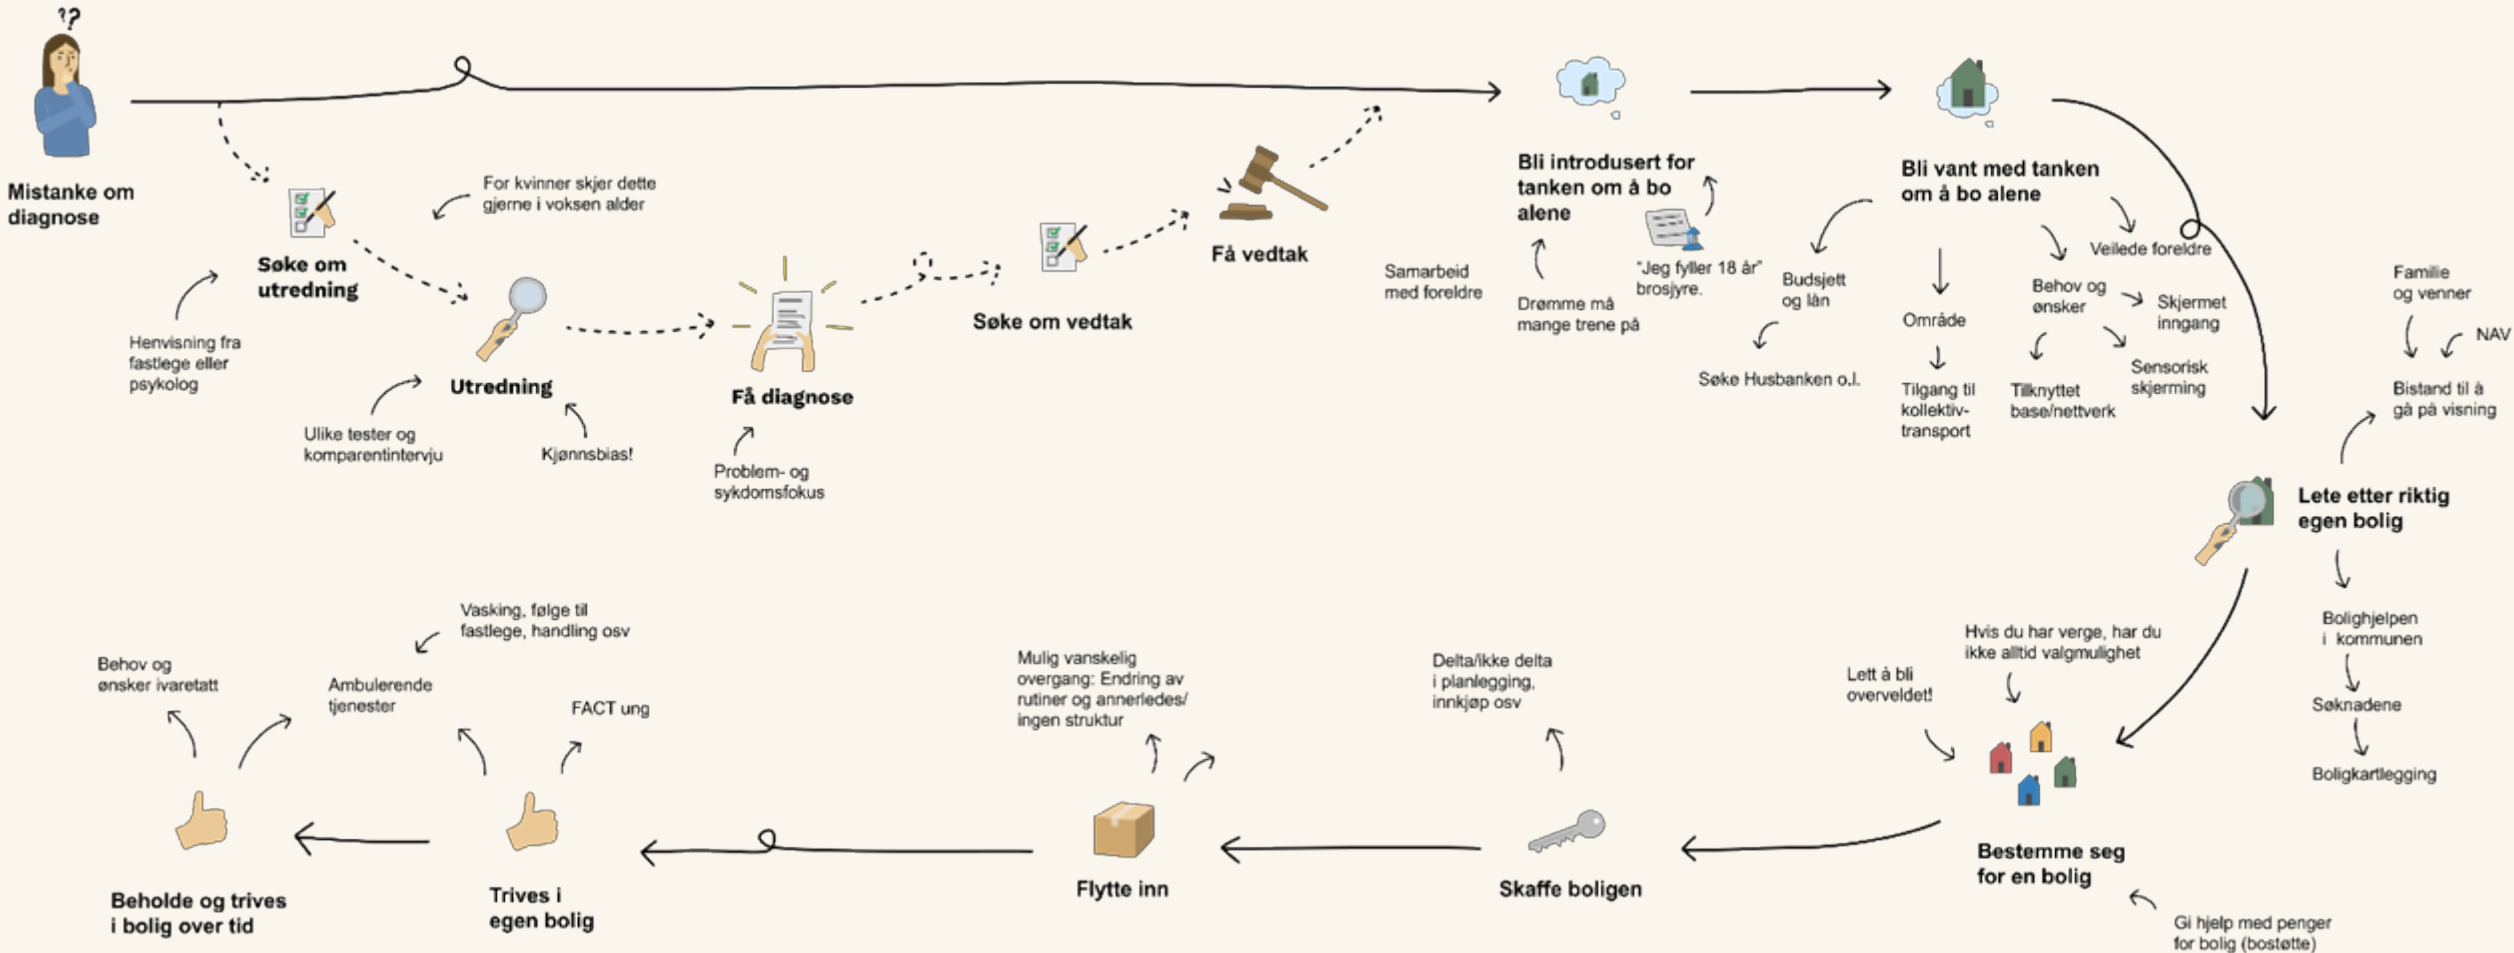 ??
Mistanke om
diagnose
Søke om
utredning
Henvisning fra
fastlege eller
psykolog
For kvinner skjer dette
gjerne i voksen alder
Utredning
Ulike tester og
komparentintervju
Kjønnsbias!
Få diagnose
Problem- og
sykdomsfokus
Søke om vedtak
Få vedtak
Bli introdusert for
tanken om å bo
alene
Samarbeid
med foreldre
Drømme må
mange trene på
"Jeg fyller 18 år"
brosjyre.
Bli vant med tanken
om å bo alene
Budsjett
og lån
Søke Husbanken o.l.
Område
Tilgang til
kollektiv-
transport
Behov og
ønsker
Tilknyttet
base/nettverk
Sensorisk
skjerming
Skjermet
inngang
Veilede foreldre
Familie
og venner
NAV
Bistand til å
gå på visning
Lete etter riktig
egen bolig
Bolighjelpen
i kommunen
Søknadene
Boligkartlegging
Hvis du har verge, har du
ikke alltid valgmulighet
Lett å bli
overveldet!
Bestemme seg
for en bolig
Gi hjelp med penger
for bolig (bostøtte)
Delta/ikke delta
i planlegging,
innkjøp osv
Skaffe boligen
Mulig vanskelig
overgang: Endring av
rutiner og annerledes/
ingen struktur
Flytte inn
FACT ung
Vasking, følge til
fastlege, handling osv
Ambulerende
tjenester
Trives i
egen bolig
Behov og
ønsker ivaretatt
Beholde og trives
i bolig over tid